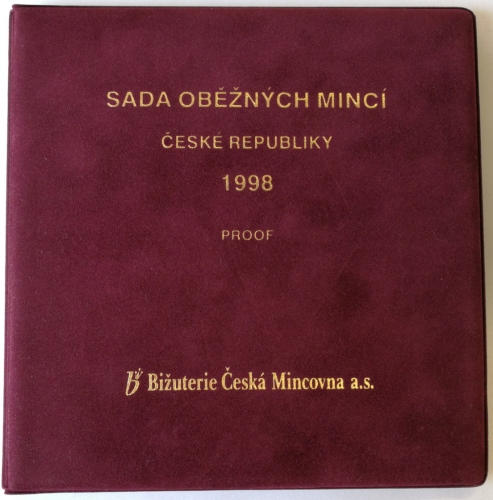 SADA OBĚŽNÝCH MINCÍ
ČESKÉ REPUBLIKY
1998
PROOF
Bižuterie Česká Mincovna a.s.